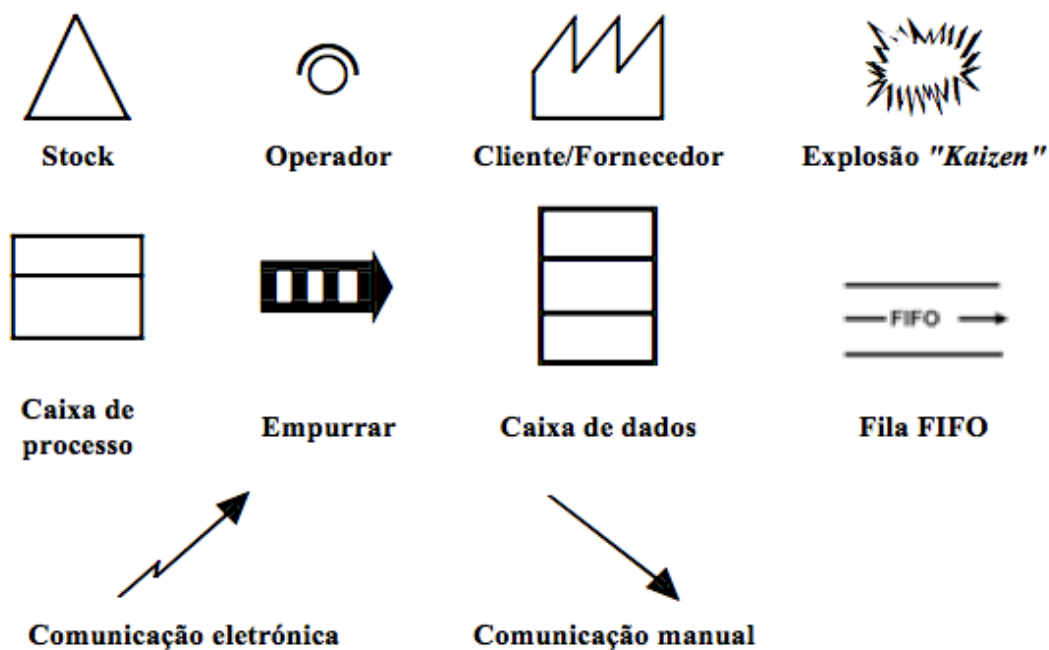 Stock
Operador
Cliente/Fornecedor
Explosão "Kaizen"
FIFO
Caixa de
processo
Empurrar
Caixa de dados
Fila FIFO
Comunicação eletrónica
Comunicação manual